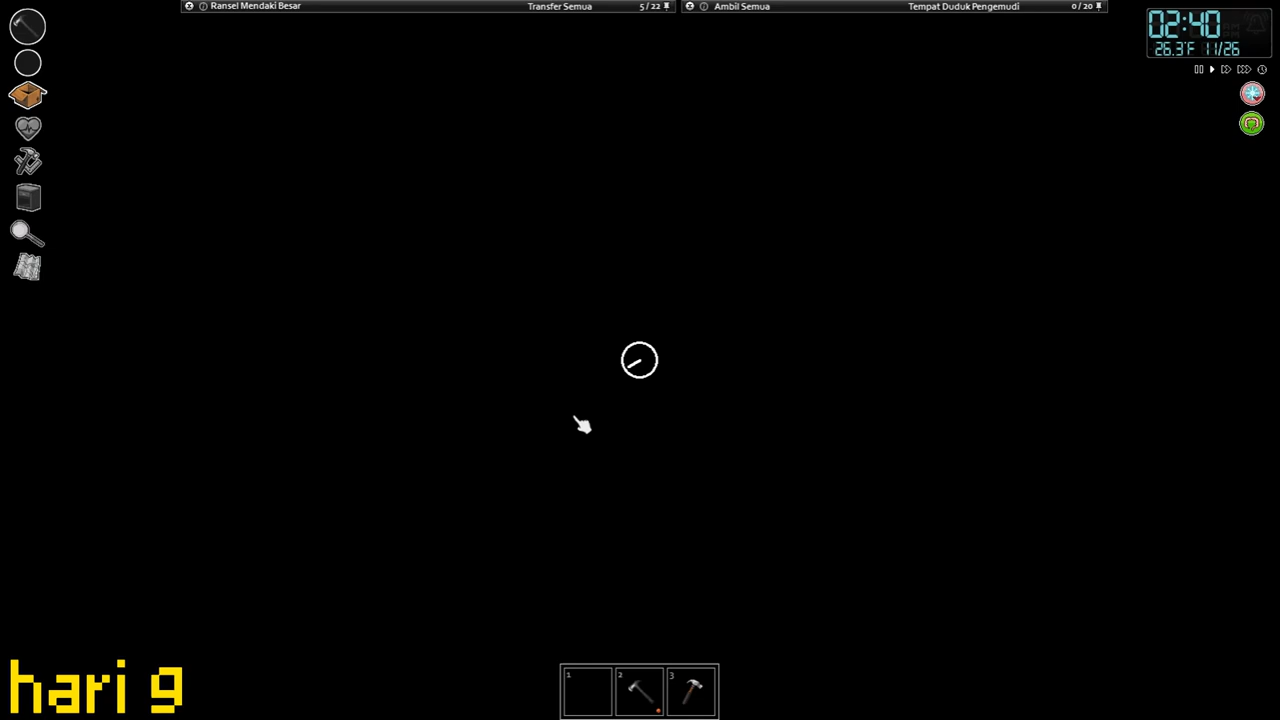 Ransel Mendaki Besar Transfer Semua 5 / 22
Ambil Semua Tempat Duduk Pengemudi 0 / 20
02:40
26.3°F 11/26
1 2 3
hari 9